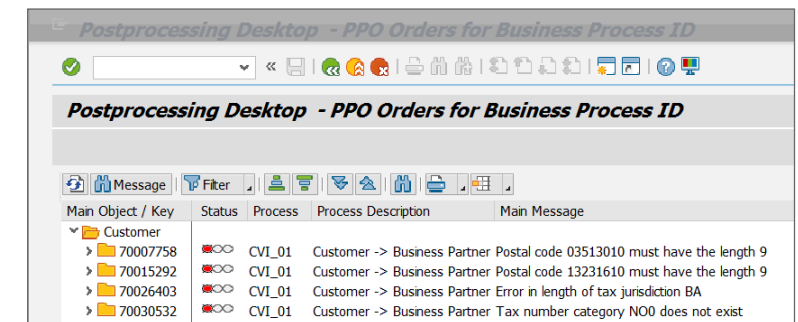 Postprocessing Desktop - PPO Orders for Business Process ID
Postprocessing Desktop - PPO Orders for Business Process ID
Message Filter
Main Object / Key Status Process Process Description Main Message
Customer
70007758 CVI_01 Customer -> Business Partner Postal code 03513010 must have the length 9
70015292 CVI_01 Customer -> Business Partner Postal code 13231610 must have the length 9
70026403 CVI_01 Customer -> Business Partner Error in length of tax jurisdiction BA
70030532 CVI_01 Customer -> Business Partner Tax number category NO0 does not exist